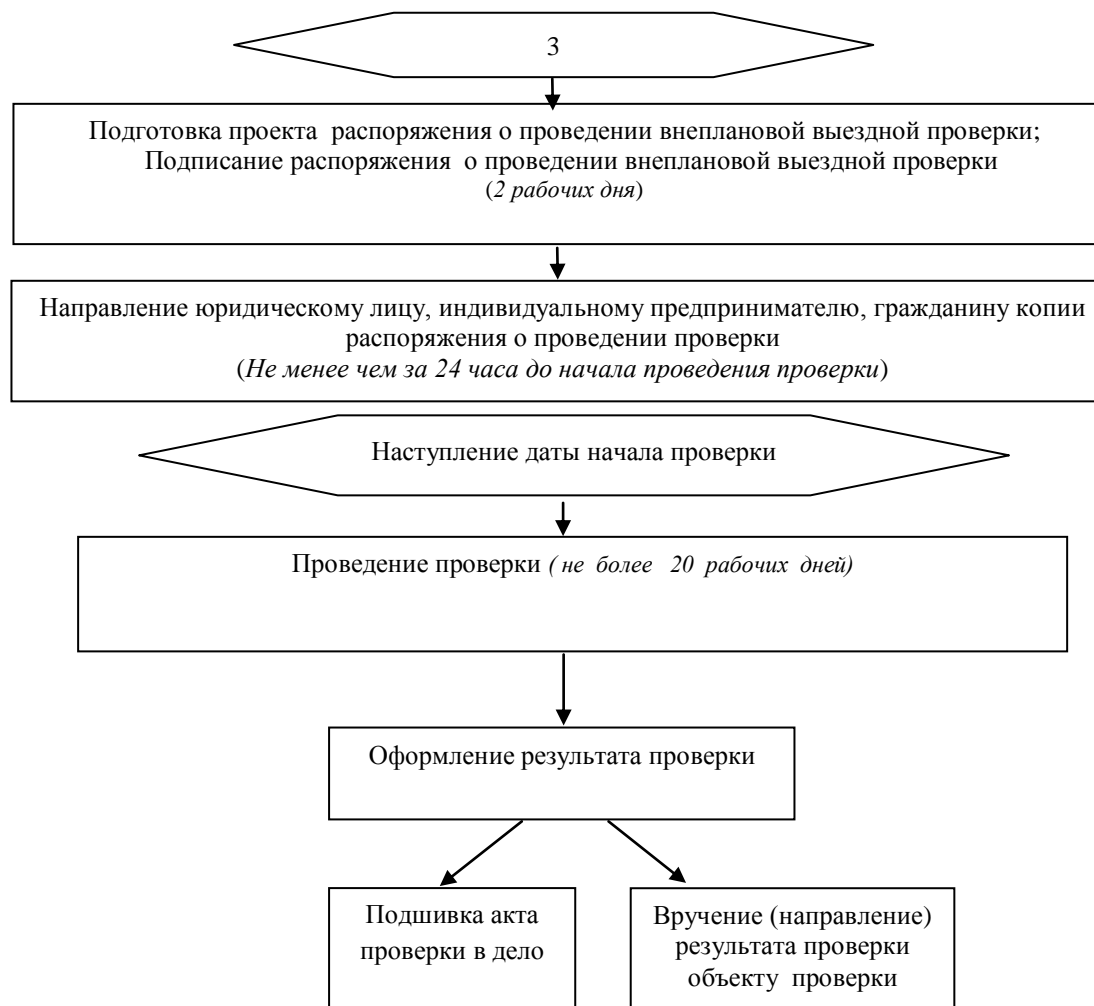 3
Подготовка проекта распоряжения о проведении внеплановой выездной проверки;
Подписание распоряжения о проведении внеплановой выездной проверки
(2 рабочих дня)
Направление юридическому лицу, индивидуальному предпринимателю, гражданину копии
распоряжения о проведении проверки
(Не менее чем за 24 часа до начала проведения проверки)
Наступление даты начала проверки
Проведение проверки ( не более 20 рабочих дней)
Оформление результата проверки
Подшивка акта
проверки в дело
Вручение (направление)
результата проверки
объекту проверки